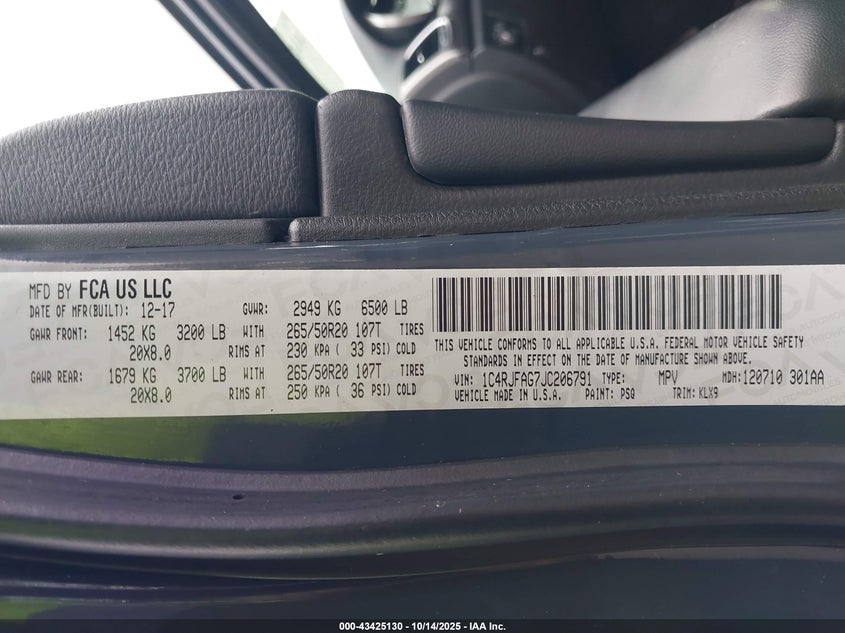 MFD BY FCA US LLC
DATE OF MFR(BUILT): 12-17 GVWR: 2949 KG 6500 LB
GAWR FRONT: 1452 KG 3200 LB WITH 265/50R20 107T TIRES
20X8.0 RIMS AT 230 KPA ( 33 PSI) COLD
GAWR REAR: 1679 KG 3700 LB WITH 265/50R20 107T TIRES
20X8.0 RIMS AT 250 KPA ( 36 PSI) COLD
THIS VEHICLE CONFORMS TO ALL APPLICABLE U.S.A. FEDERAL MOTOR VEHICLE SAFETY
STANDARDS IN EFFECT ON THE DATE OF MANUFACTURE SHOWN ABOVE.
VIN: 1C4RJFAG7JC206791 TYPE: MPV MDH: 120710 301AA
VEHICLE MADE IN U.S.A. PAINT: PSQ TRIM: KLX9
000-43425130 - 10/14/2025 - IAA Inc.